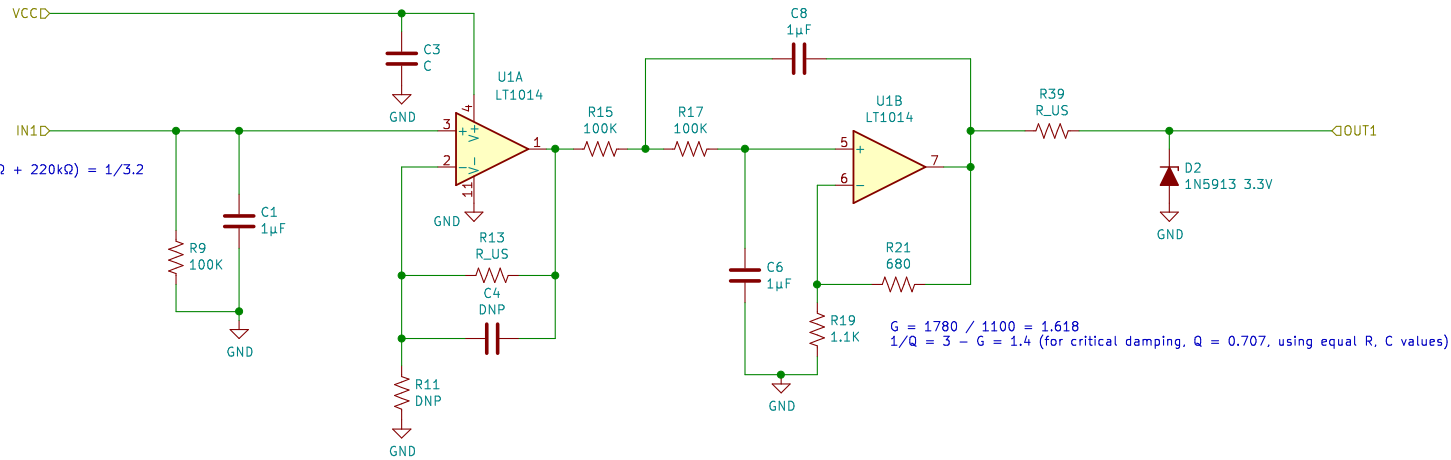 VCC
C3
C
GND
U1A
LT1014
4
V+
3
+
1
2
-
V-
11
GND
IN1
Ω + 220kΩ) = 1/3.2
C1
1µF
R9
100K
GND
R13
R_US
C4
DNP
R11
DNP
GND
R15
100K
R17
100K
C8
1µF
U1B
LT1014
5
+
7
6
-
C6
1µF
R21
680
R19
1.1K
GND
G = 1780 / 1100 = 1.618
1/Q = 3 - G = 1.4 (for critical damping, Q = 0.707, using equal R, C values)
R39
R_US
OUT1
D2
1N5913 3.3V
GND